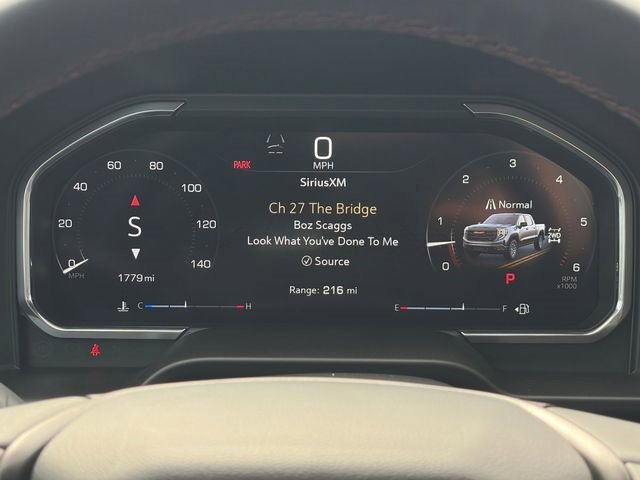 0
MPH
PARK
SiriusXM
Ch 27 The Bridge
Boz Scaggs
Look What You've Done To Me
Source
Range: 216 mi
0 20 40 60 80 100 120 140
MPH
S
1779 mi
C H
0 1 2 3 4 5 6
Normal
2WD
P
RPM
x1000
E F